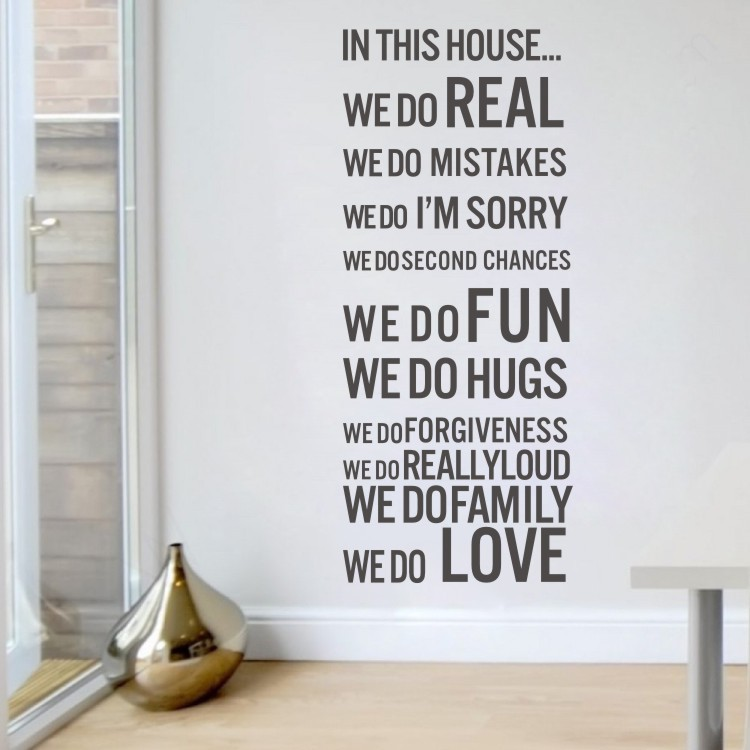 IN THIS HOUSE...
WE DO REAL
WE DO MISTAKES
WE DO I'M SORRY
WE DO SECOND CHANCES
WE DO FUN
WE DO HUGS
WE DO FORGIVENESS
WE DO REALLY LOUD
WE DO FAMILY
WE DO LOVE